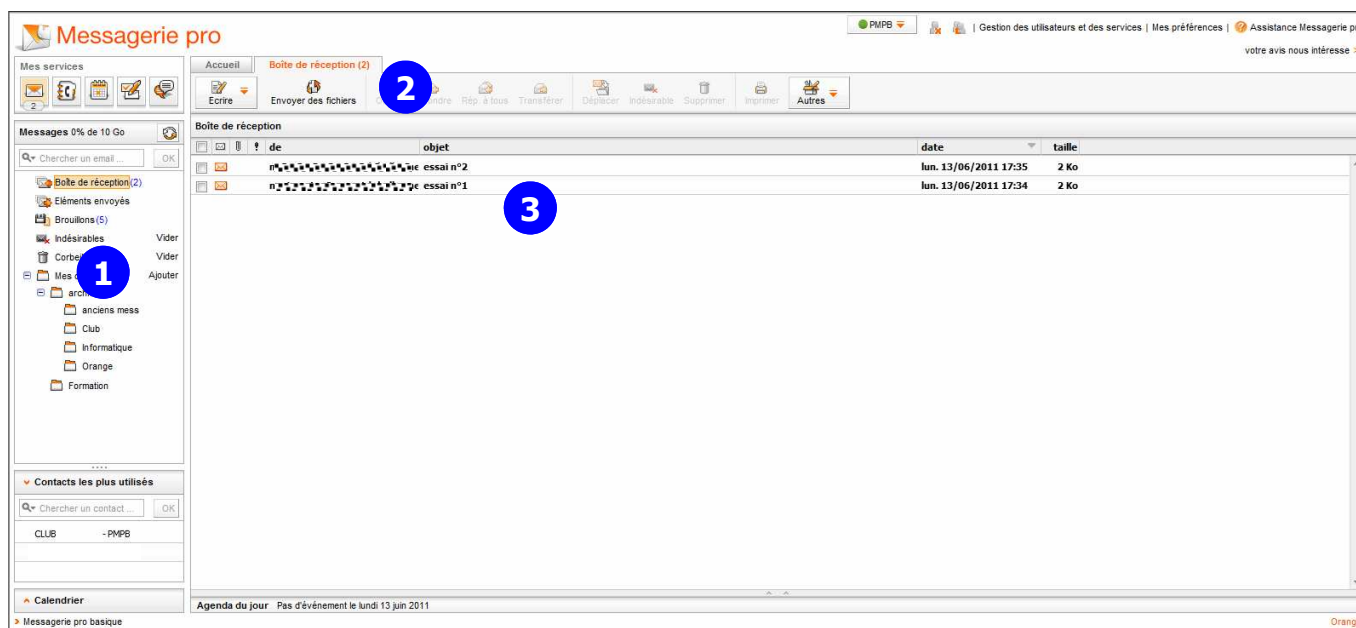 Messagerie pro
PMPB
Gestion des utilisateurs et des services | Mes préférences | Assistance Messagerie
votre avis nous intéresse
Mes services
2
Accueil
Boîte de réception (2)
2
Ecrire
Envoyer des fichiers
Rép. à tous
Transférer
Déplacer
Indésirable
Supprimer
Imprimer
Autres
Messages 0% de 10 Go
Boîte de réception
Chercher un email ...
OK
de
objet
date
taille
essai n°2
lun. 13/06/2011 17:35
2 Ko
essai n°1
lun. 13/06/2011 17:34
2 Ko
3
Boîte de réception (2)
Eléments envoyés
Brouillons (5)
Indésirables
Vider
Vider
1
Mes
Ajouter
anciens mess
Club
Informatique
Orange
Formation
Contacts les plus utilisés
Chercher un contact ...
OK
CLUB - PMPB
Calendrier
Agenda du jour Pas d'événement le lundi 13 juin 2011
Messagerie pro basique